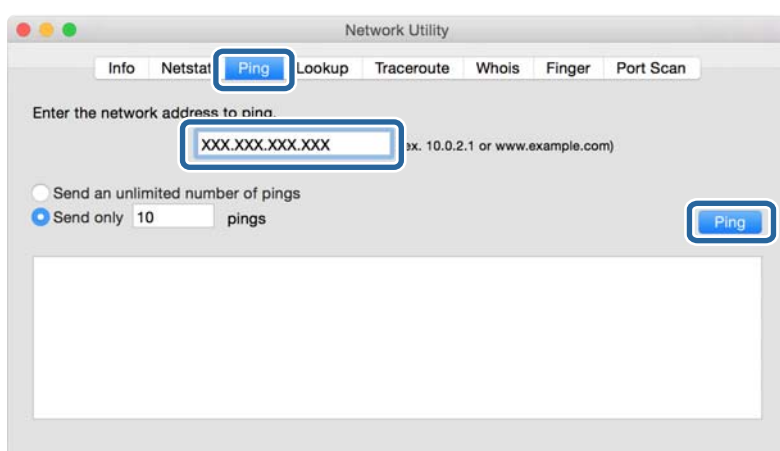 Network Utility
Info Netstat Ping Lookup Traceroute Whois Finger Port Scan
Enter the network address to ping.
XXX.XXX.XXX.XXX ex. 10.0.2.1 or www.example.com)
Send an unlimited number of pings
Send only 10 pings
Ping